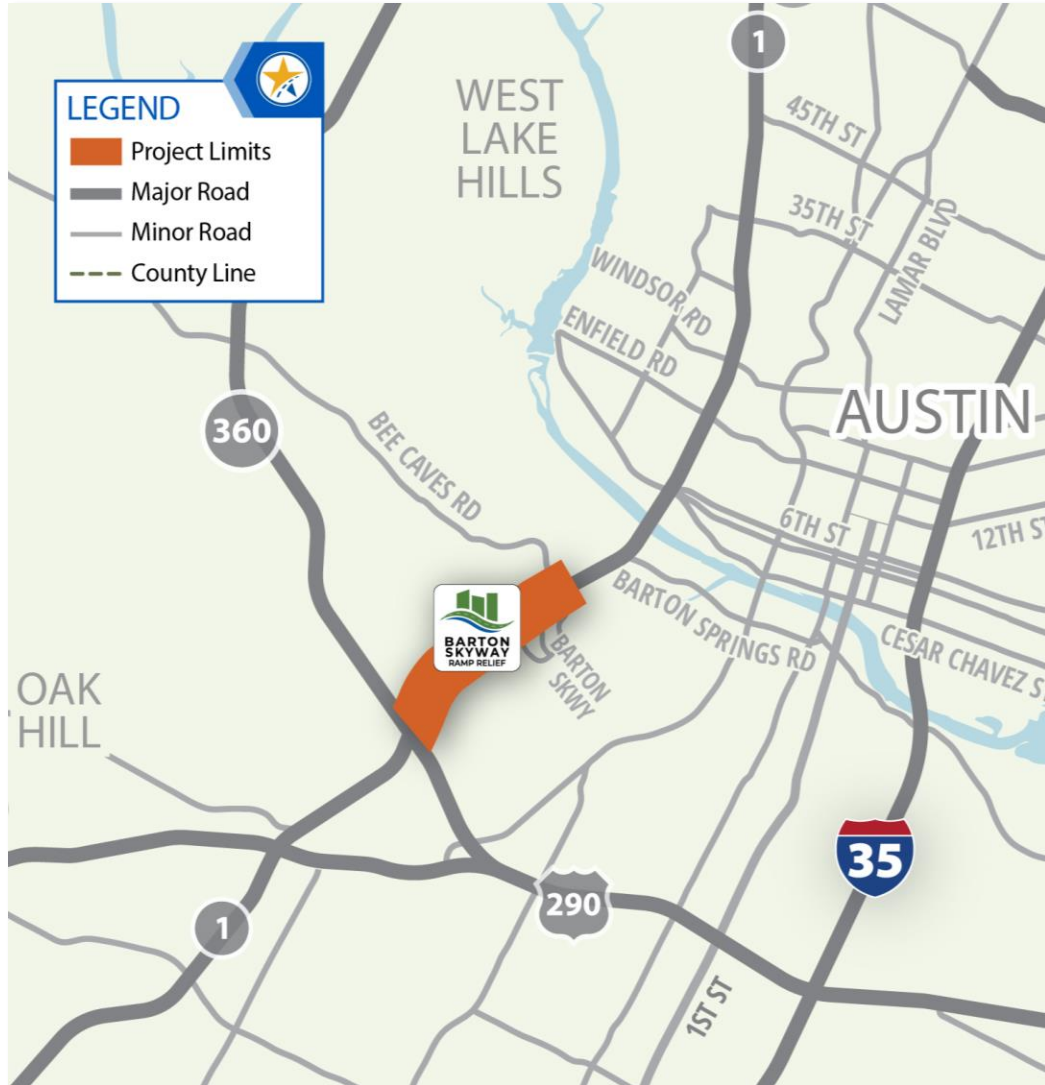 LEGEND
Project Limits
Major Road
Minor Road
County Line
WEST
LAKE
HILLS
1
45TH ST
35TH ST
LAMAR BLVD
WINDSOR RD
ENFIELD RD
AUSTIN
360
BEE CAVES RD
6TH ST
12TH ST
BARTON SPRINGS RD
CESAR CHAVEZ ST
BARTON
SKYWAY
RAMP RELIEF
BARTON
SKWY
OAK
HILL
35
290
1
1ST ST